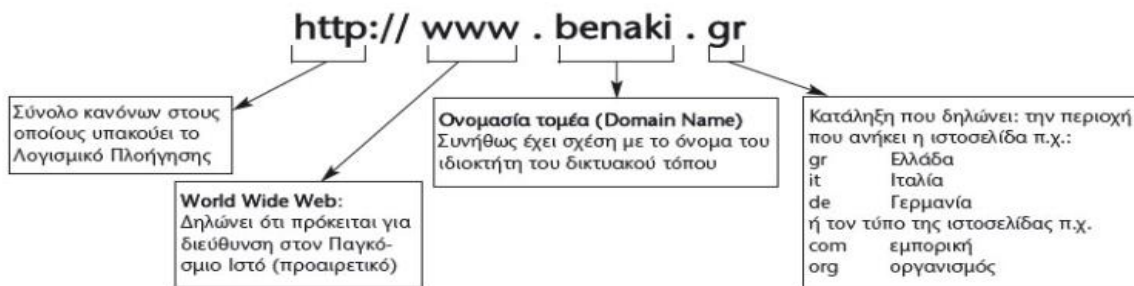 http:// www . benaki . gr
Σύνολο κανόνων στους
οποίους υπακούει το
Λογισμικό Πλοήγησης
World Wide Web:
Δηλώνει ότι πρόκειται για
διεύθυνση στον Παγκό-
σμιο Ιστό (προαιρετικό)
Ονομασία τομέα (Domain Name)
Συνήθως έχει σχέση με το όνομα του
ιδιοκτήτη του δικτυακού τόπου
Κατάληξη που δηλώνει: την περιοχή
που ανήκει η ιστοσελίδα π.χ.:
gr Ελλάδα
it Ιταλία
de Γερμανία
ή τον τύπο της ιστοσελίδας π.χ.
com εμπορική
org οργανισμός